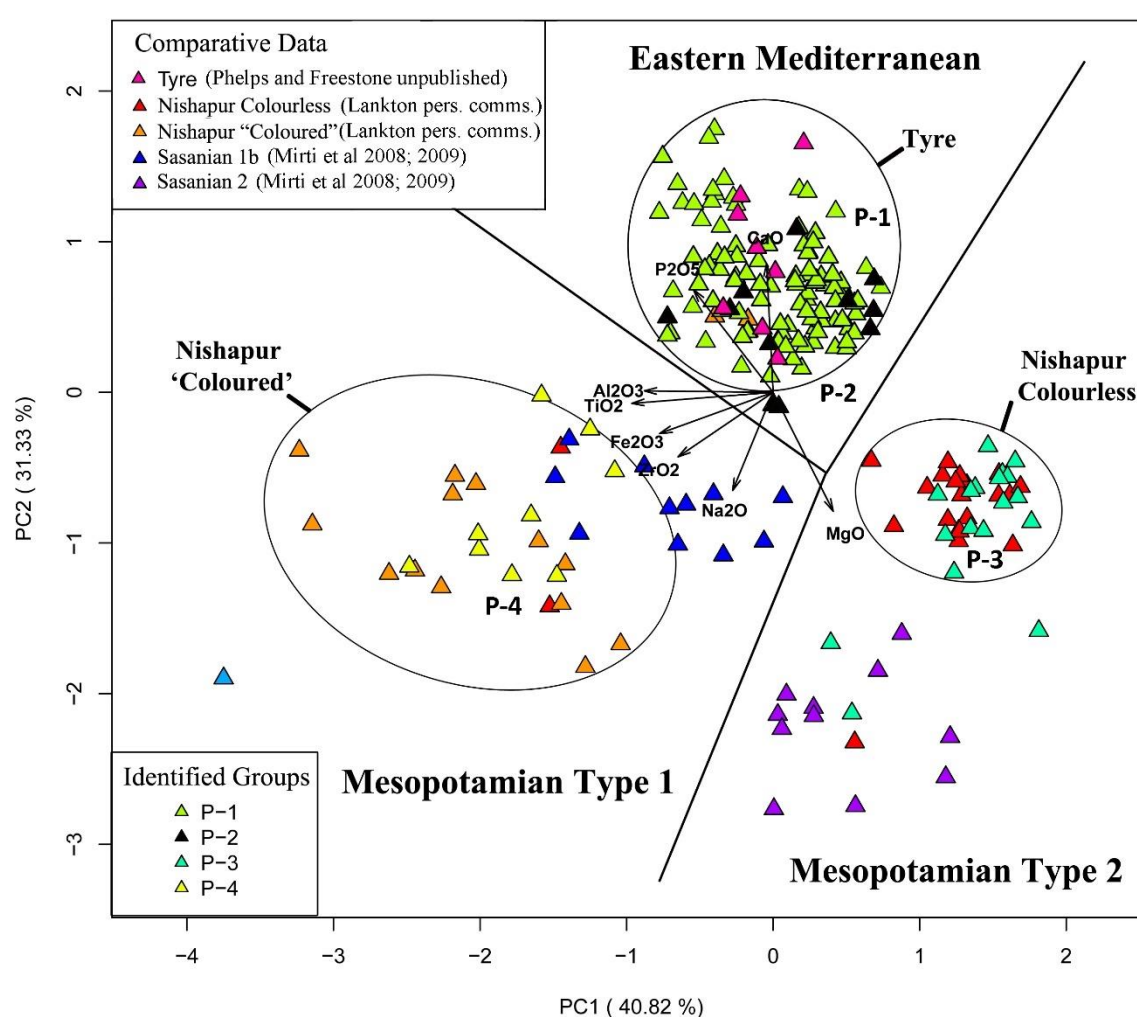 Comparative Data
Tyre (Phelps and Freestone unpublished)
Nishapur Colourless (Lankton pers. comms.)
Nishapur "Coloured" (Lankton pers. comms.)
Sasanian 1b (Mirti et al 2008; 2009)
Sasanian 2 (Mirti et al 2008; 2009)
Eastern Mediterranean
Tyre
P-1
CaO
P2O5
Nishapur
'Coloured'
Nishapur
Colourless
P-2
Al2O3
TiO2
Fe2O3
ZrO2
Na2O
MgO
P-3
P-4
Mesopotamian Type 1
Mesopotamian Type 2
Identified Groups
P-1
P-2
P-3
P-4
2
1
0
-1
-2
-3
PC2 ( 31.33 %)
-4 -3 -2 -1 0 1 2
PC1 ( 40.82 %)